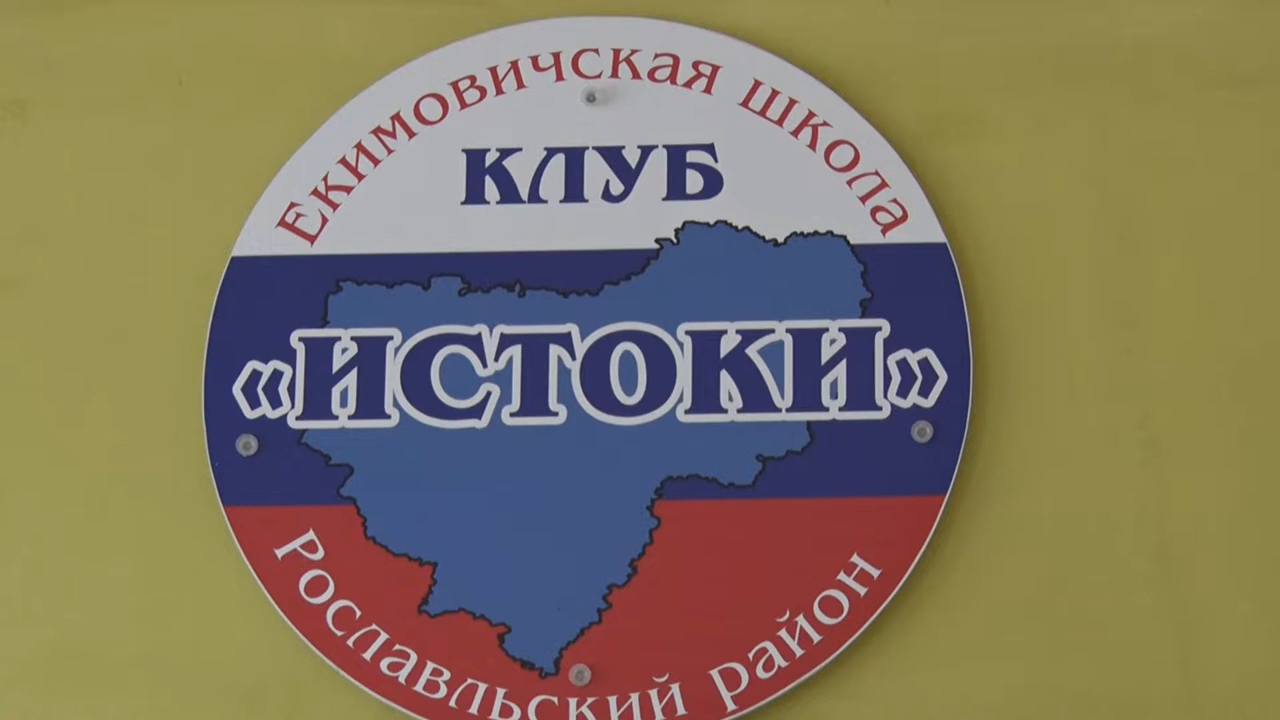 Екимовичская школа
КЛУБ
«ИСТОКИ»
Рославльский район